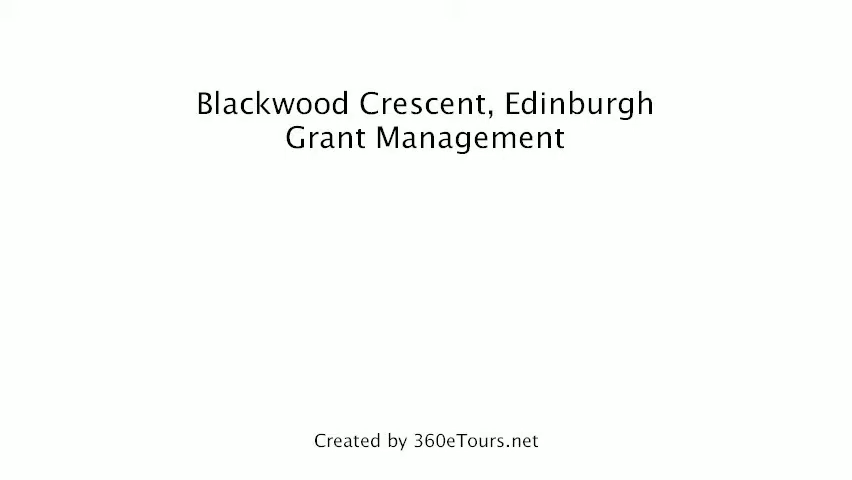 Blackwood Crescent, Edinburgh
Grant Management
Created by 360eTours.net